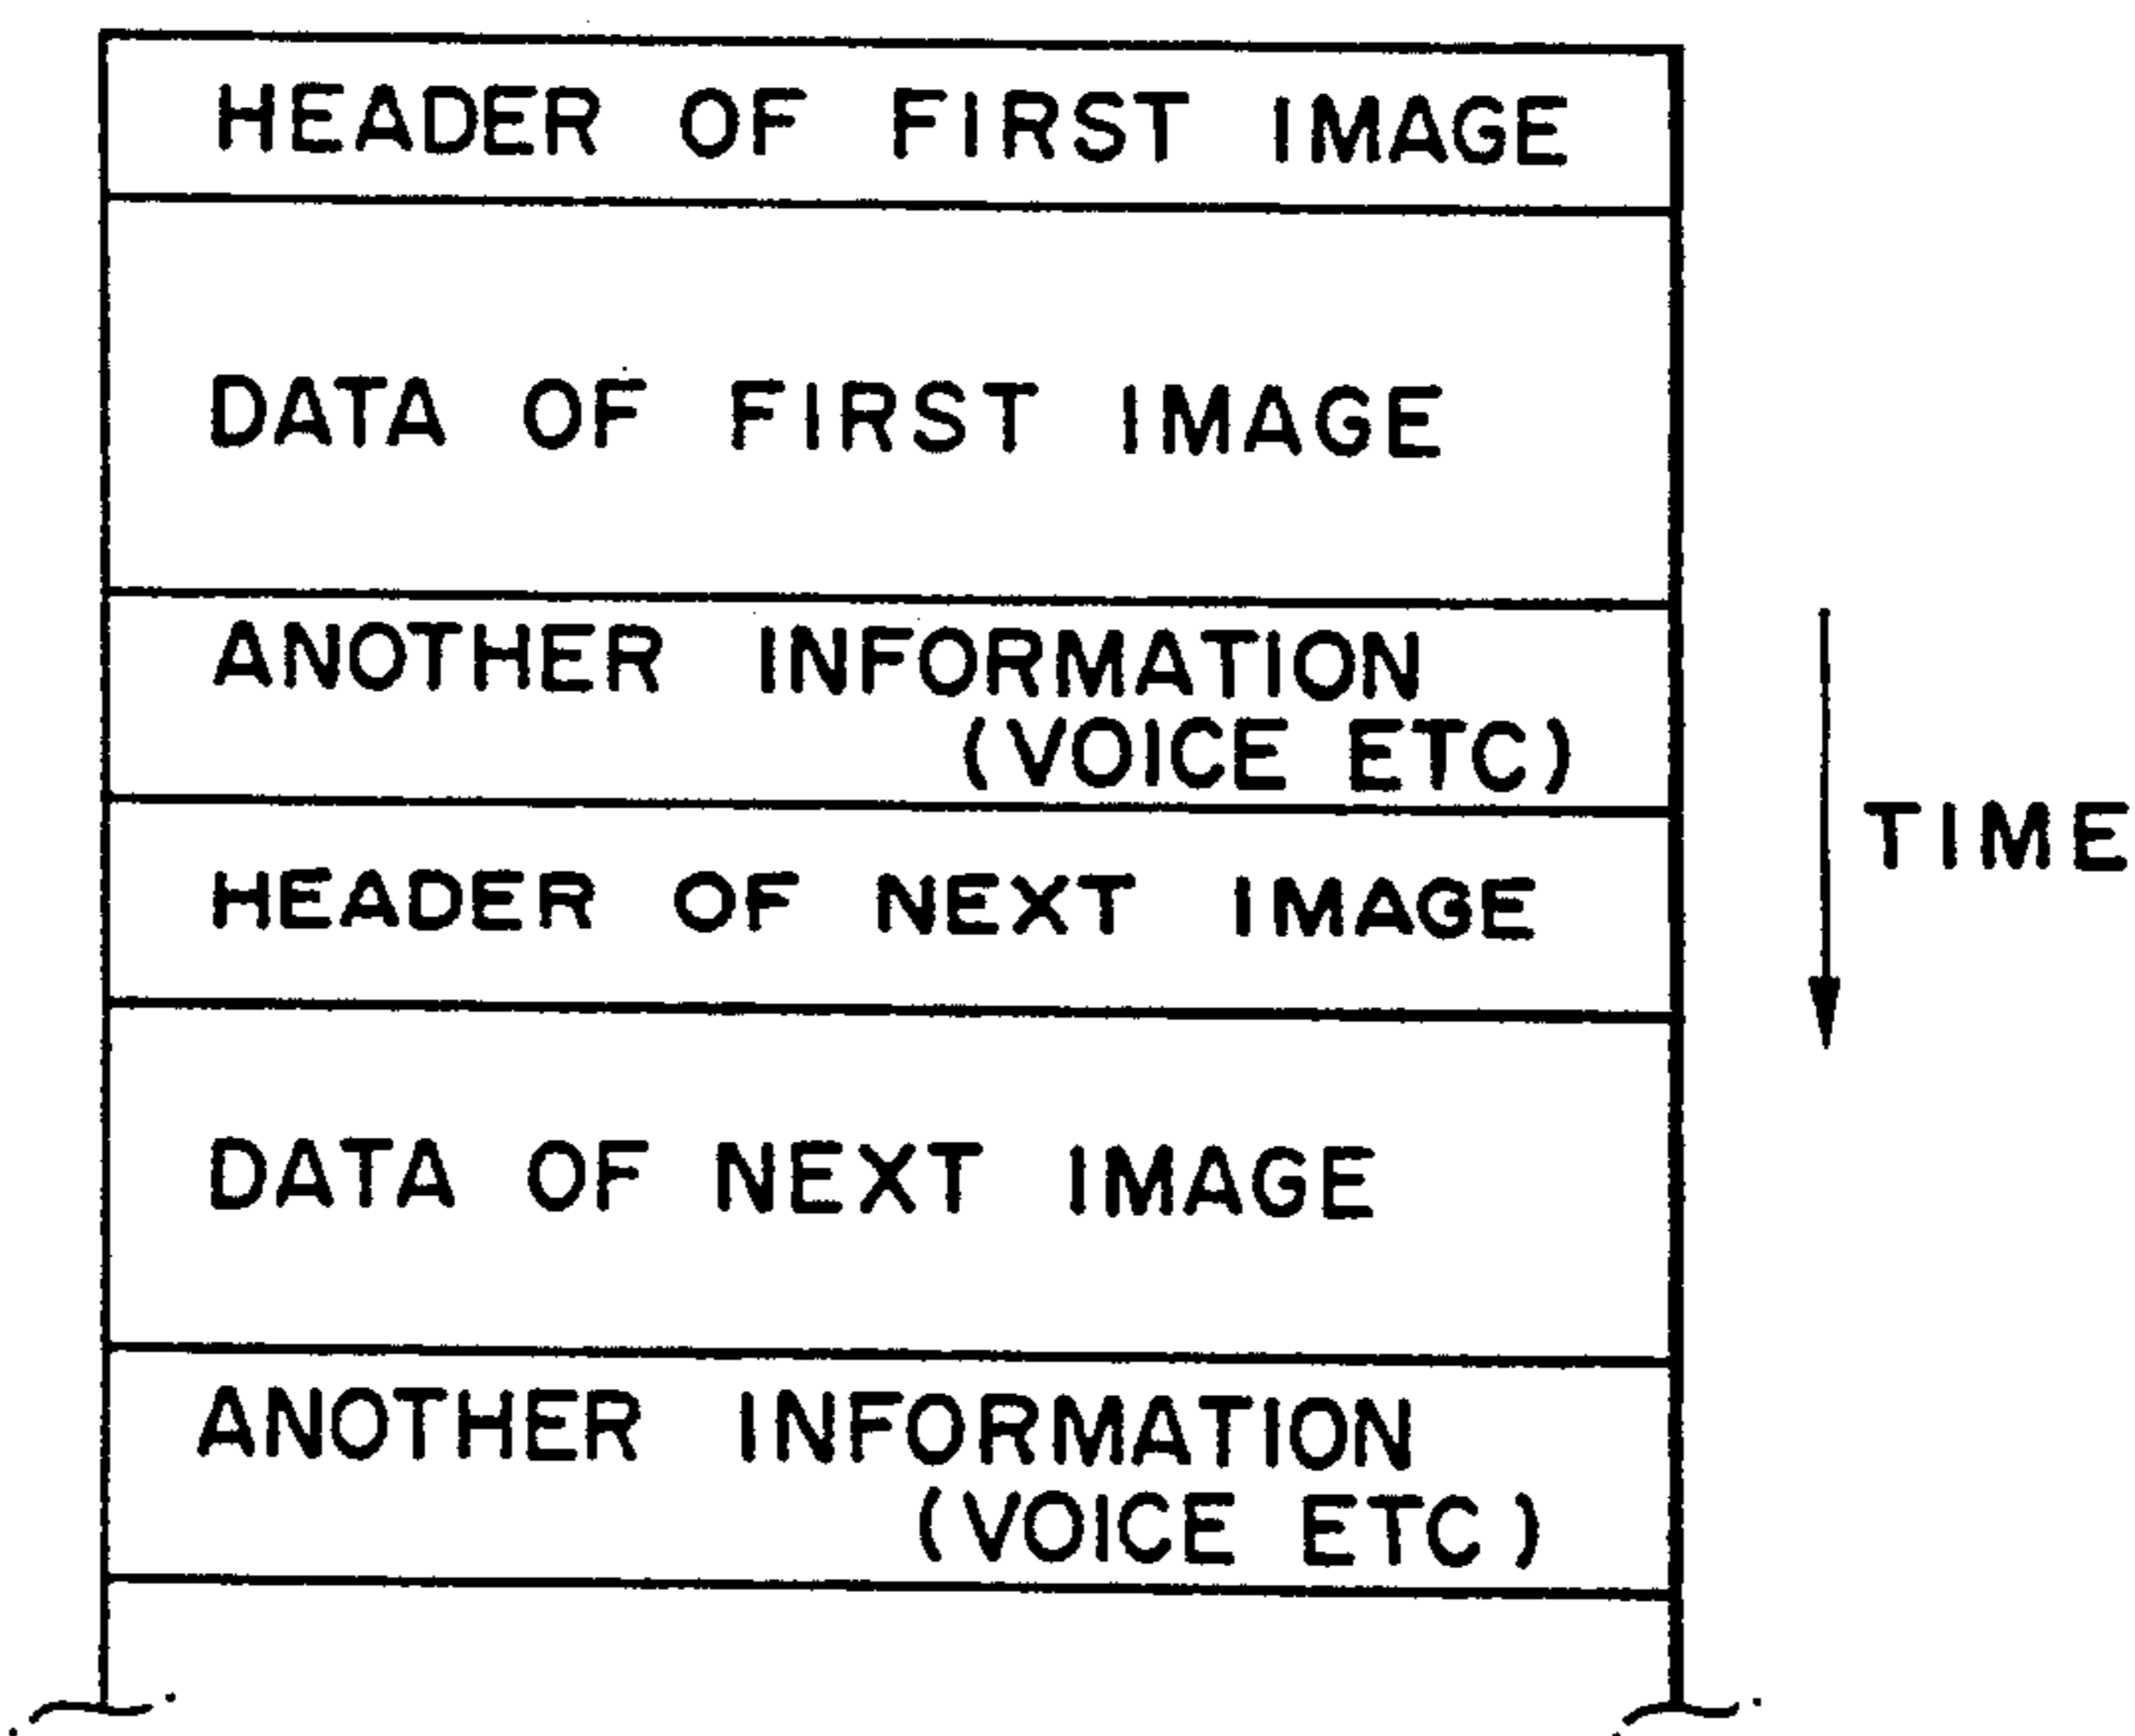 HEADER OF FIRST IMAGE
DATA OF FIRST IMAGE
ANOTHER INFORMATION
(VOICE ETC)
TIME
HEADER OF NEXT IMAGE
DATA OF NEXT IMAGE
ANOTHER INFORMATION
(VOICE ETC)